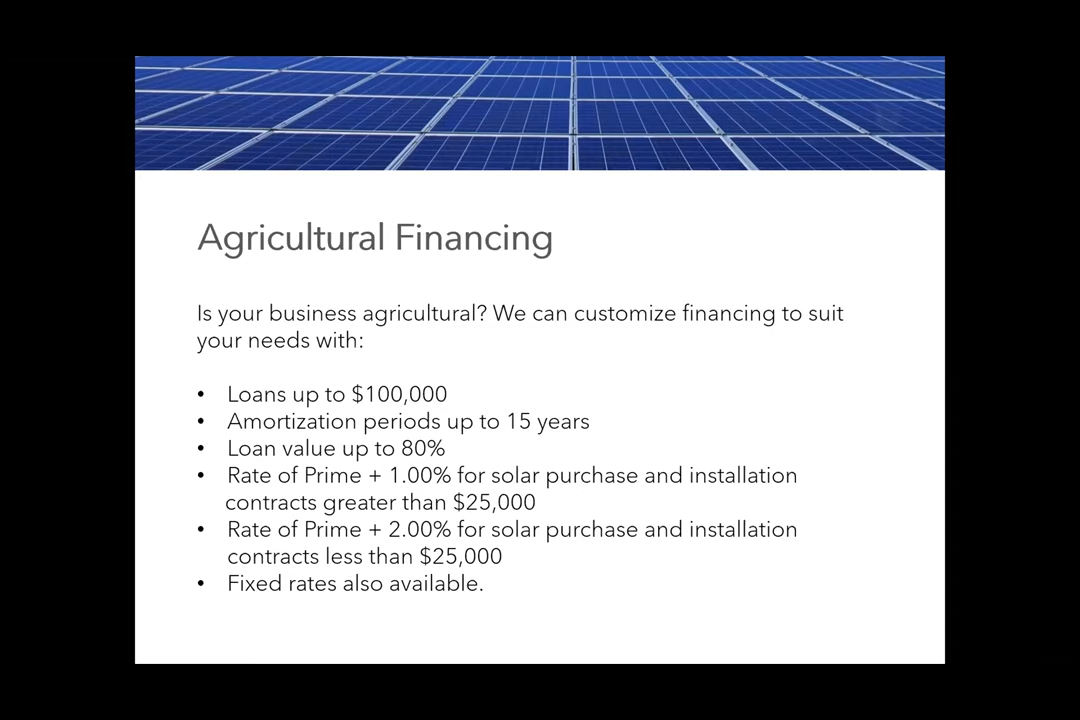 Agricultural Financing
Is your business agricultural? We can customize financing to suit
your needs with:
• Loans up to $100,000
• Amortization periods up to 15 years
• Loan value up to 80%
• Rate of Prime + 1.00% for solar purchase and installation
contracts greater than $25,000
• Rate of Prime + 2.00% for solar purchase and installation
contracts less than $25,000
• Fixed rates also available.